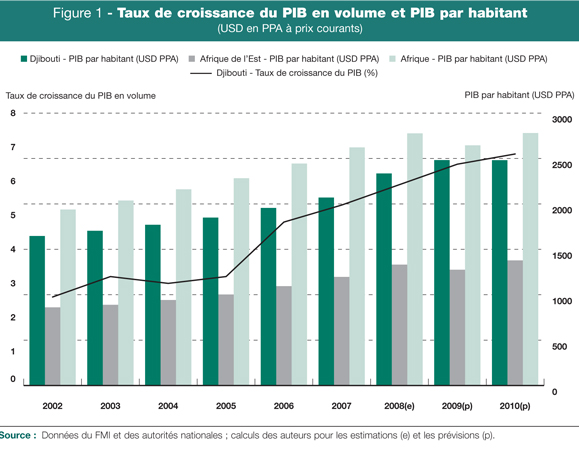 Figure 1 - Taux de croissance du PIB en volume et PIB par habitant
(USD en PPA à prix courants)
Djibouti - PIB par habitant (USD PPA) Afrique de l'Est - PIB par habitant (USD PPA) Afrique - PIB par habitant (USD PPA)
Djibouti - Taux de croissance du PIB (%)
Taux de croissance du PIB en volume PIB par habitant (USD PPA)
8 3000
7 2500
6
5 2000
4 1500
3
2 1000
1 500
0 0
2002 2003 2004 2005 2006 2007 2008(e) 2009(p) 2010(p)
Source : Données du FMI et des autorités nationales ; calculs des auteurs pour les estimations (e) et les prévisions (p).